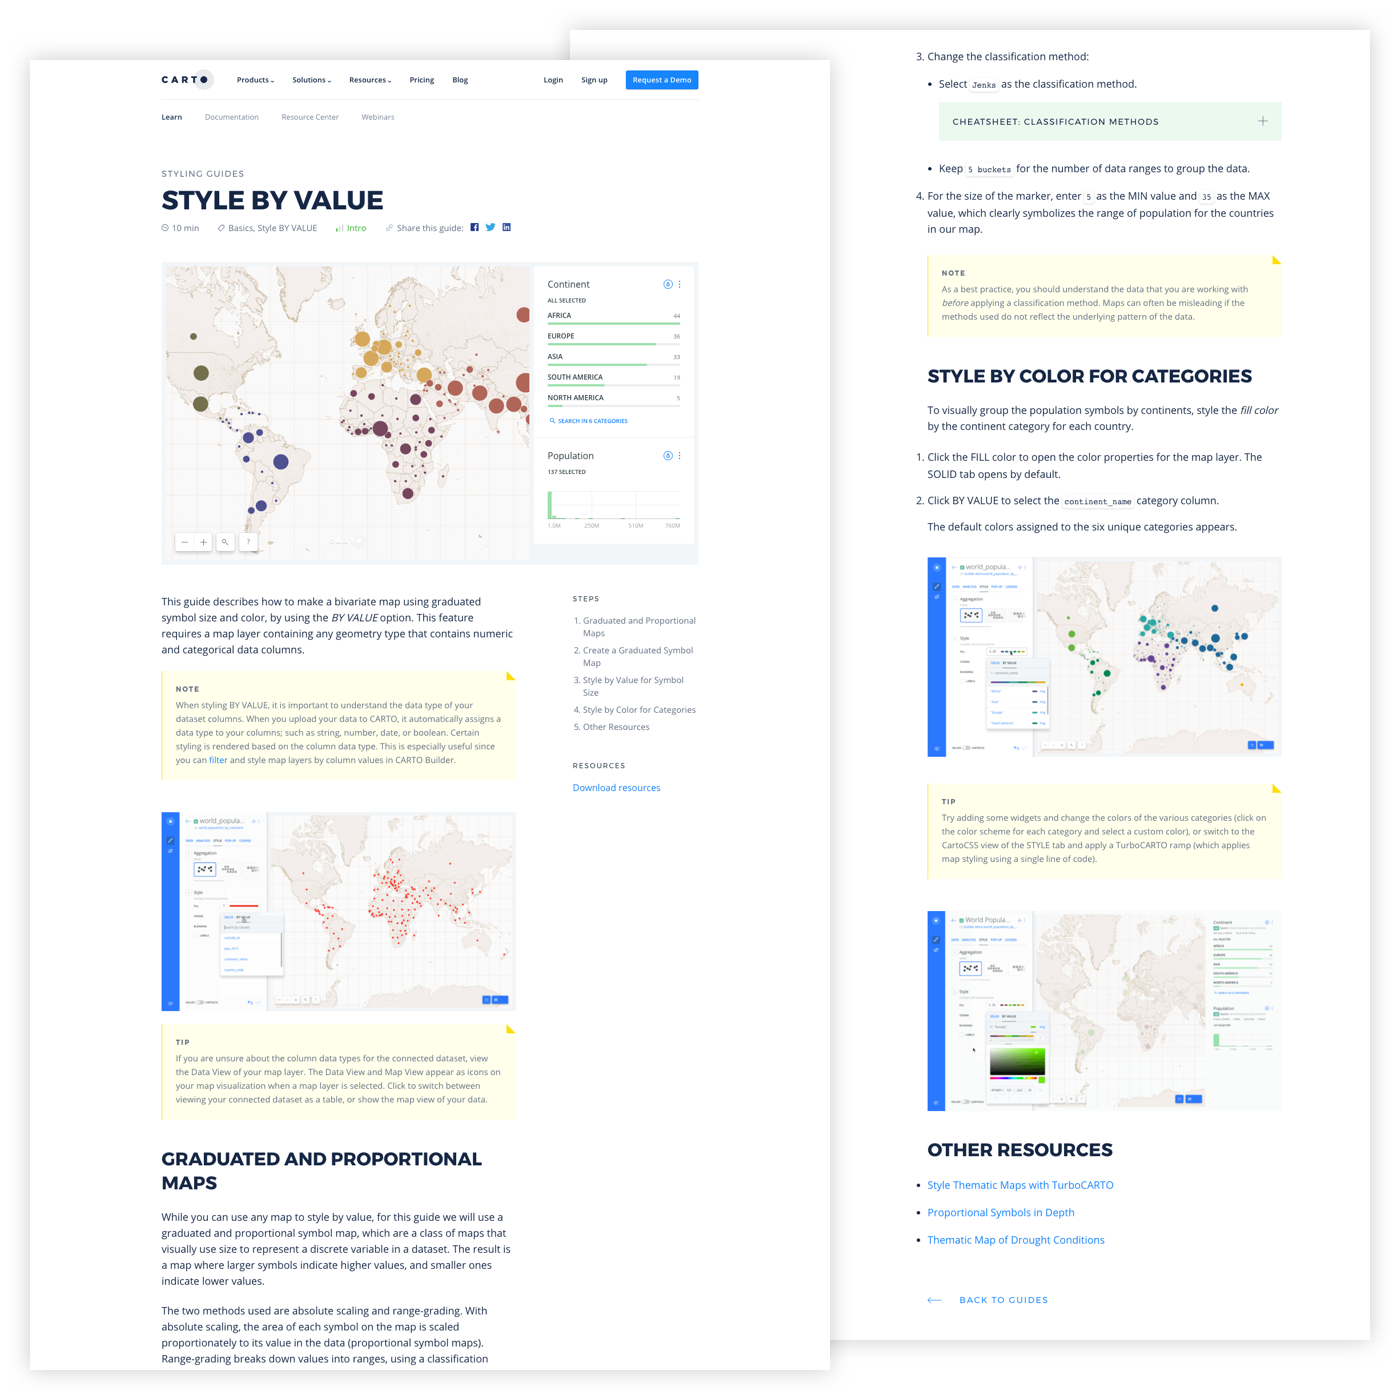 CARTO
Products
Solutions
Resources
Pricing
Blog
Login
Sign up
Request a Demo
Learn
Documentation
Resource Center
Webinars
STYLING GUIDES
STYLE BY VALUE
10 min
Basics, Style BY VALUE
Intro
Share this guide:
Continent
ALL SELECTED
AFRICA 44
EUROPE 36
ASIA 33
SOUTH AMERICA 19
NORTH AMERICA 5
SEARCH IN 6 CATEGORIES
Population
137 SELECTED
1.0M 250M 510M 760M
− + ?
This guide describes how to make a bivariate map using graduated
symbol size and color, by using the BY VALUE option. This feature
requires a map layer containing any geometry type that contains numeric
and categorical data columns.
NOTE
When styling BY VALUE, it is important to understand the data type of your
dataset columns. When you upload your data to CARTO, it automatically assigns a
data type to your columns; such as string, number, date, or boolean. Certain
styling is rendered based on the column data type. This is especially useful since
you can filter and style map layers by column values in CARTO Builder.
STEPS
1. Graduated and Proportional
Maps
2. Create a Graduated Symbol
Map
3. Style by Value for Symbol
Size
4. Style by Color for Categories
5. Other Resources
RESOURCES
Download resources
world_popula...
DATA ANALYSIS STYLE POP-UP LEGEND
Aggregation
Style
TIP
If you are unsure about the column data types for the connected dataset, view
the Data View of your map layer. The Data View and Map View appear as icons on
your map visualization when a map layer is selected. Click to switch between
viewing your connected dataset as a table, or show the map view of your data.
GRADUATED AND PROPORTIONAL
MAPS
While you can use any map to style by value, for this guide we will use a
graduated and proportional symbol map, which are a class of maps that
visually use size to represent a discrete variable in a dataset. The result is
a map where larger symbols indicate higher values, and smaller ones
indicate lower values.
The two methods used are absolute scaling and range-grading. With
absolute scaling, the area of each symbol on the map is scaled
proportionately to its value in the data (proportional symbol maps).
Range-grading breaks down values into ranges, using a classification
3. Change the classification method:
• Select Jenks as the classification method.
CHEATSHEET: CLASSIFICATION METHODS
• Keep 5 buckets for the number of data ranges to group the data.
4. For the size of the marker, enter 5 as the MIN value and 35 as the MAX
value, which clearly symbolizes the range of population for the countries
in our map.
NOTE
As a best practice, you should understand the data that you are working with
before applying a classification method. Maps can often be misleading if the
methods used do not reflect the underlying pattern of the data.
STYLE BY COLOR FOR CATEGORIES
To visually group the population symbols by continents, style the fill color
by the continent category for each country.
1. Click the FILL color to open the color properties for the map layer. The
SOLID tab opens by default.
2. Click BY VALUE to select the continent_name category column.
The default colors assigned to the six unique categories appears.
world_popula...
DATA ANALYSIS STYLE POP-UP LEGEND
Aggregation
Style
TIP
Try adding some widgets and change the colors of the various categories (click on
the color scheme for each category and select a custom color), or switch to the
CartoCSS view of the STYLE tab and apply a TurboCARTO ramp (which applies
map styling using a single line of code).
World Popula...
DATA ANALYSIS STYLE POP-UP LEGEND
Aggregation
Style
Continent
Population
OTHER RESOURCES
• Style Thematic Maps with TurboCARTO
• Proportional Symbols in Depth
• Thematic Map of Drought Conditions
BACK TO GUIDES